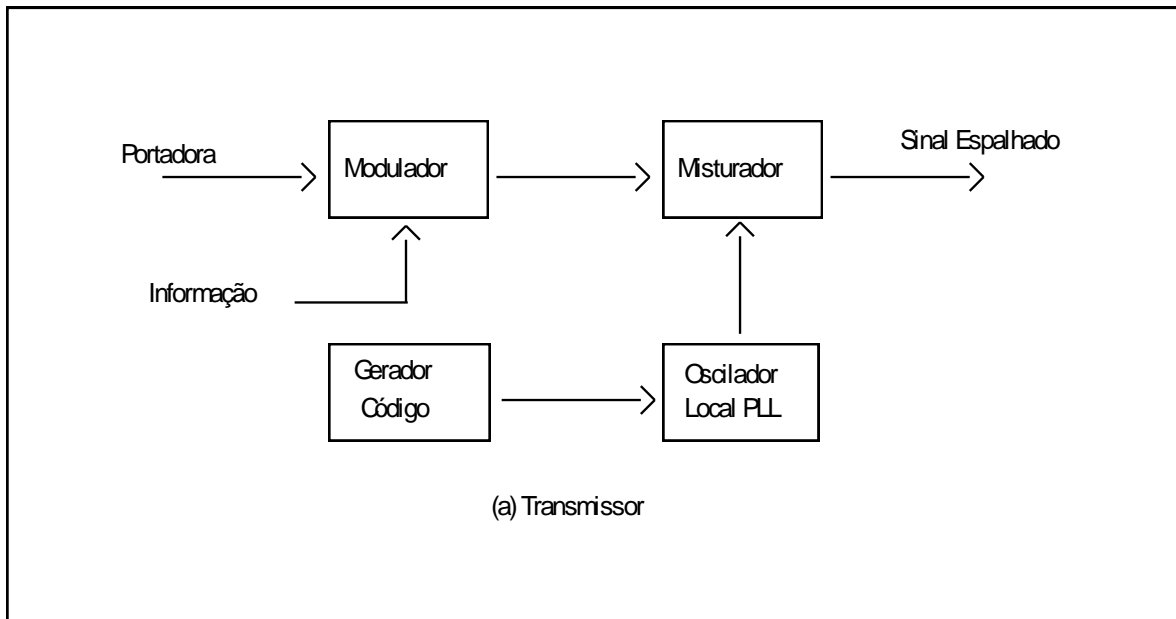 Portadora
Modulador
Misturador
Sinal Espalhado
Informação
Gerador
Código
Oscilador
Local PLL
(a) Transmissor